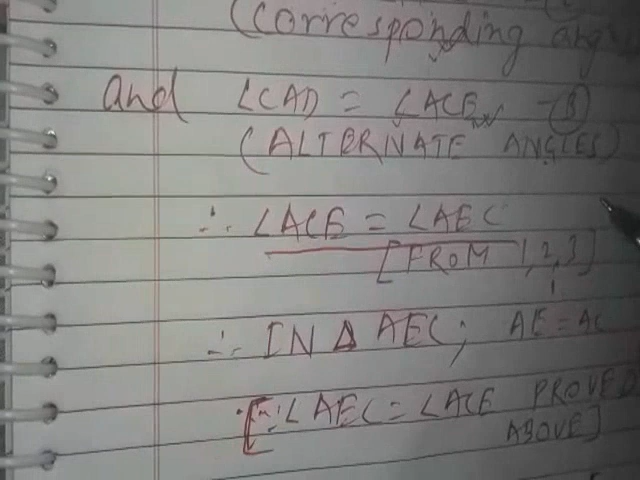 (Corresponding
and ∠CAD = ∠ACE - (3)
(ALTERNATE ANGLES)
∴ ∠ACE = ∠AEC
[FROM 1, 2, 3]
∴ IN Δ AEC; AE = AC
[∵ ∠AEC = ∠ACE PROVED
ABOVE]